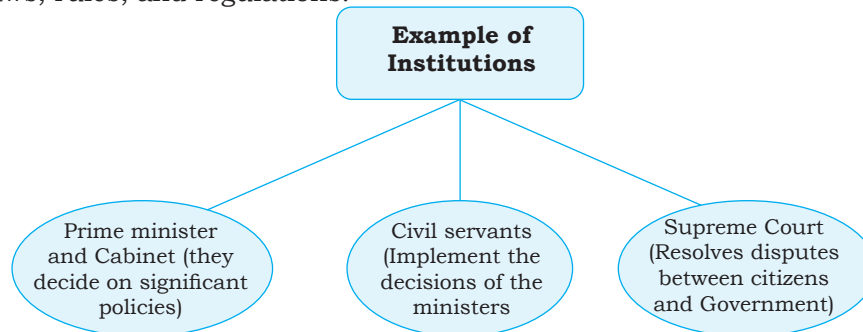 rules, and regulations.
Example of
Institutions
Prime minister
and Cabinet (they
decide on significant
policies)
Civil servants
(Implement the
decisions of the
ministers
Supreme Court
(Resolves disputes
between citizens
and Government)